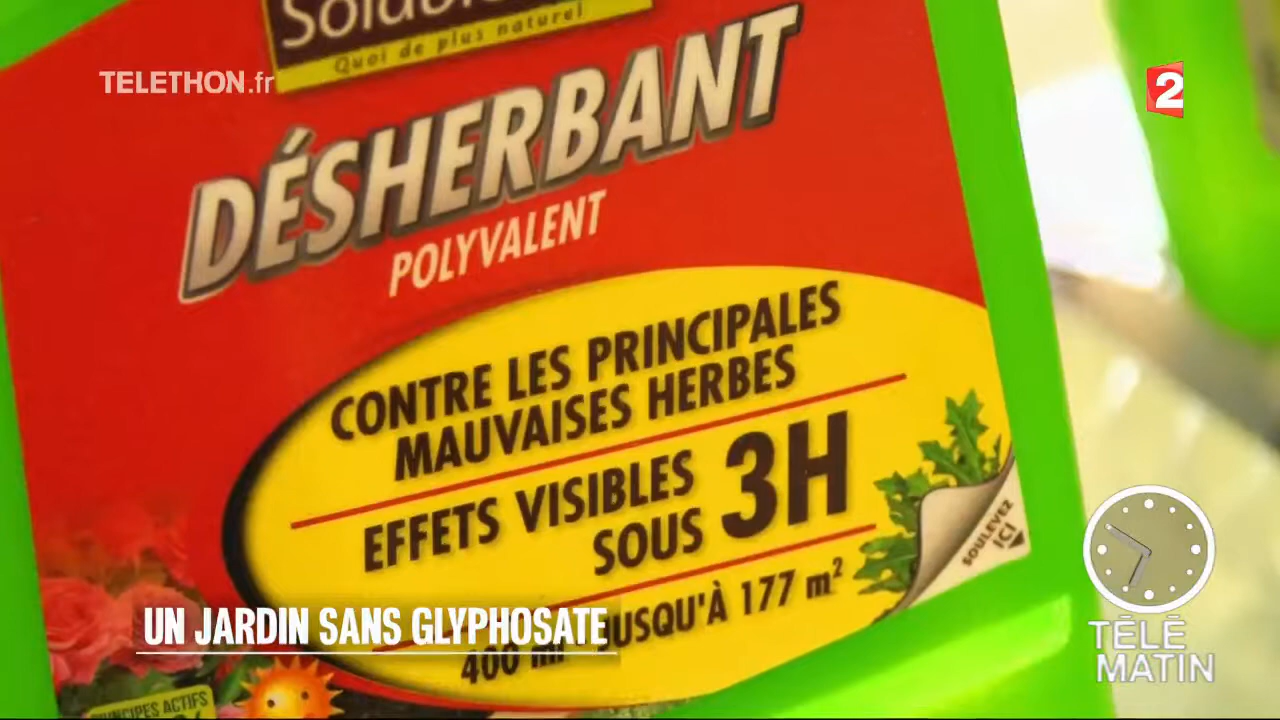 Quoi de plus naturel
TELETHON.fr
2
DÉSHERBANT
POLYVALENT
CONTRE LES PRINCIPALES
MAUVAISES HERBES
EFFETS VISIBLES
SOUS 3H
SOULEVEZ
ICI
400 ml JUSQU'À 177 m²
UN JARDIN SANS GLYPHOSATE
TÉLÉ
MATIN
ACTIFS